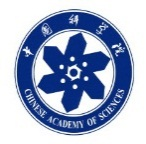 中国科学院
CHINESE ACADEMY OF SCIENCES